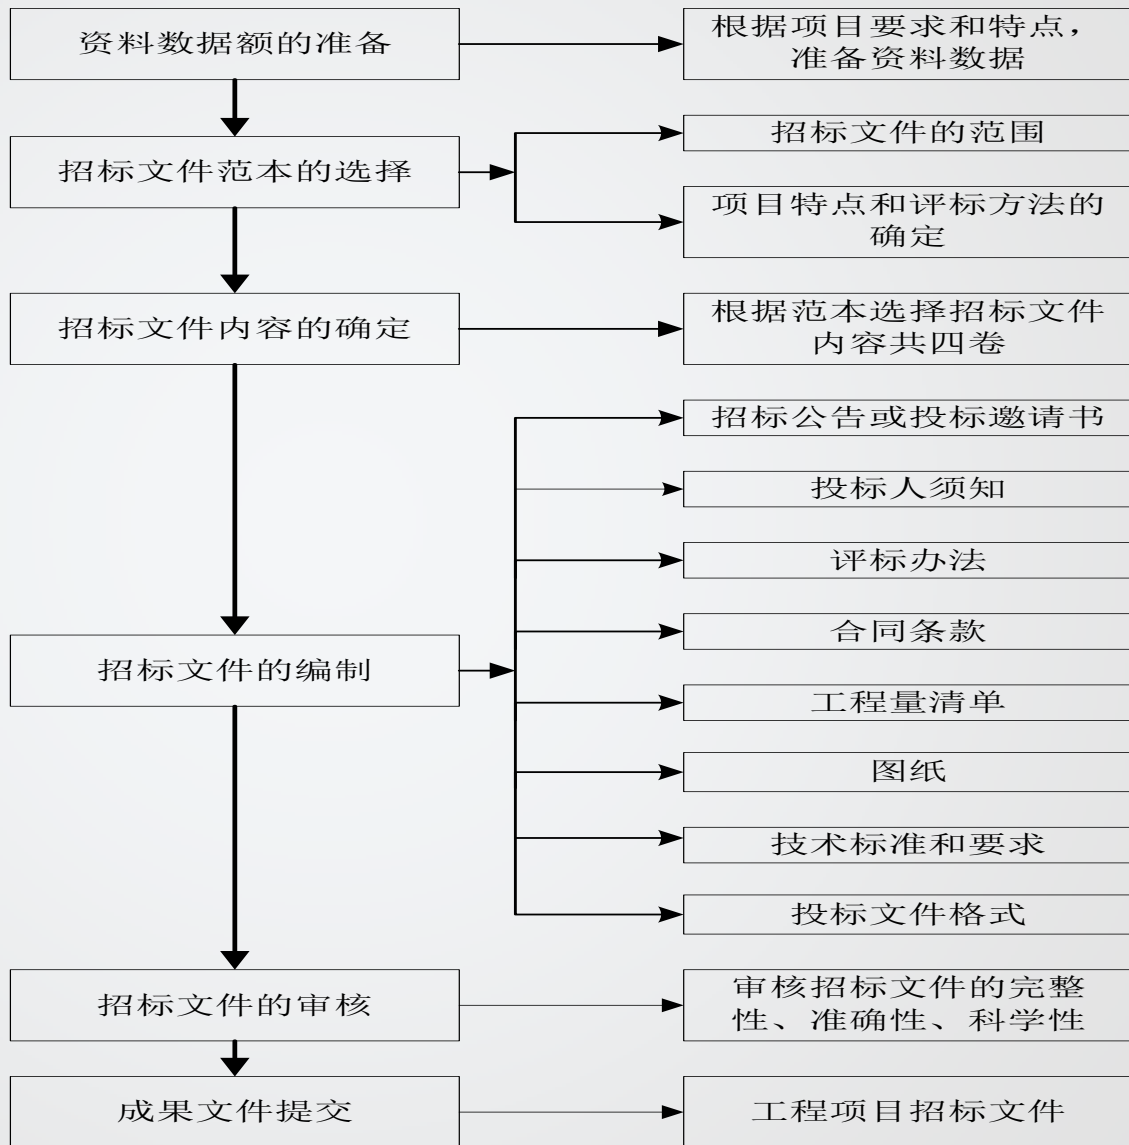 资料数据额的准备
根据项目要求和特点，
准备资料数据
招标文件范本的选择
招标文件的范围
项目特点和评标方法的
确定
招标文件内容的确定
根据范本选择招标文件
内容共四卷
招标文件的编制
招标公告或投标邀请书
投标人须知
评标办法
合同条款
工程量清单
图纸
技术标准和要求
投标文件格式
招标文件的审核
审核招标文件的完整
性、准确性、科学性
成果文件提交
工程项目招标文件